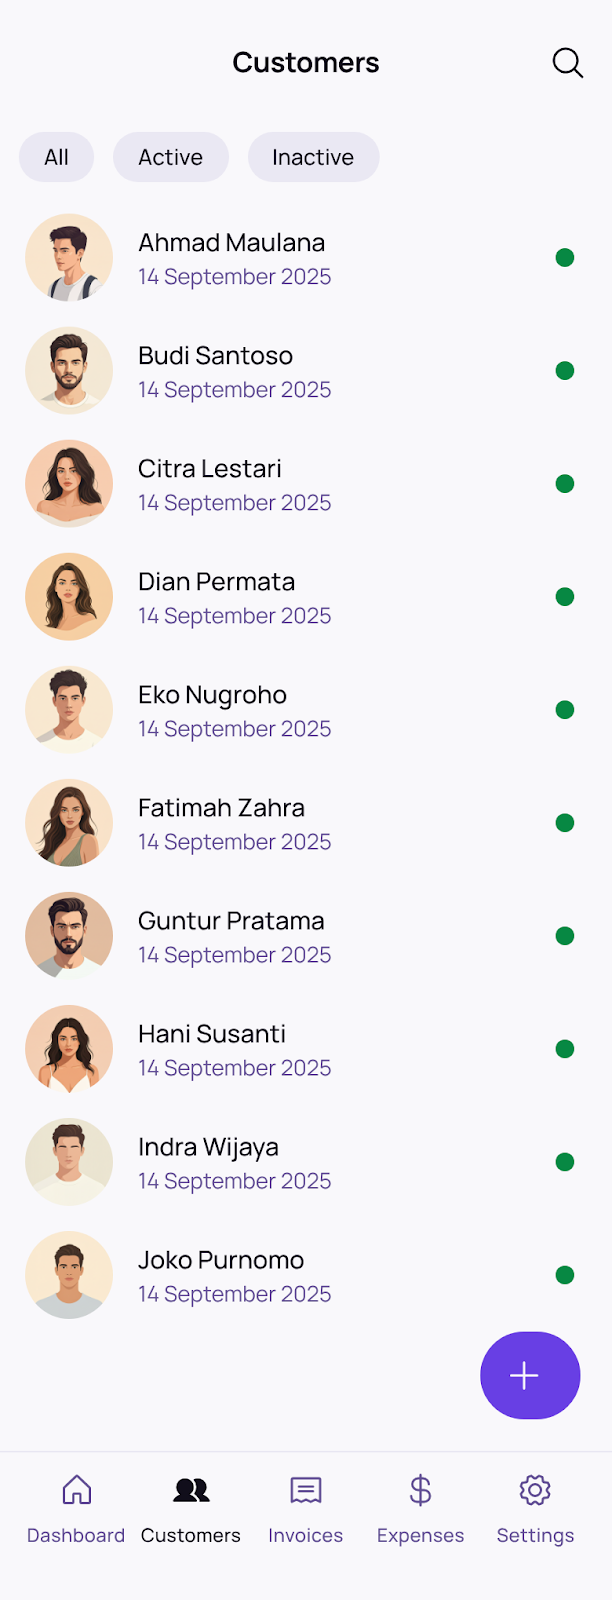 Customers
All Active Inactive
Ahmad Maulana
14 September 2025
Budi Santoso
14 September 2025
Citra Lestari
14 September 2025
Dian Permata
14 September 2025
Eko Nugroho
14 September 2025
Fatimah Zahra
14 September 2025
Guntur Pratama
14 September 2025
Hani Susanti
14 September 2025
Indra Wijaya
14 September 2025
Joko Purnomo
14 September 2025
Dashboard Customers Invoices Expenses Settings